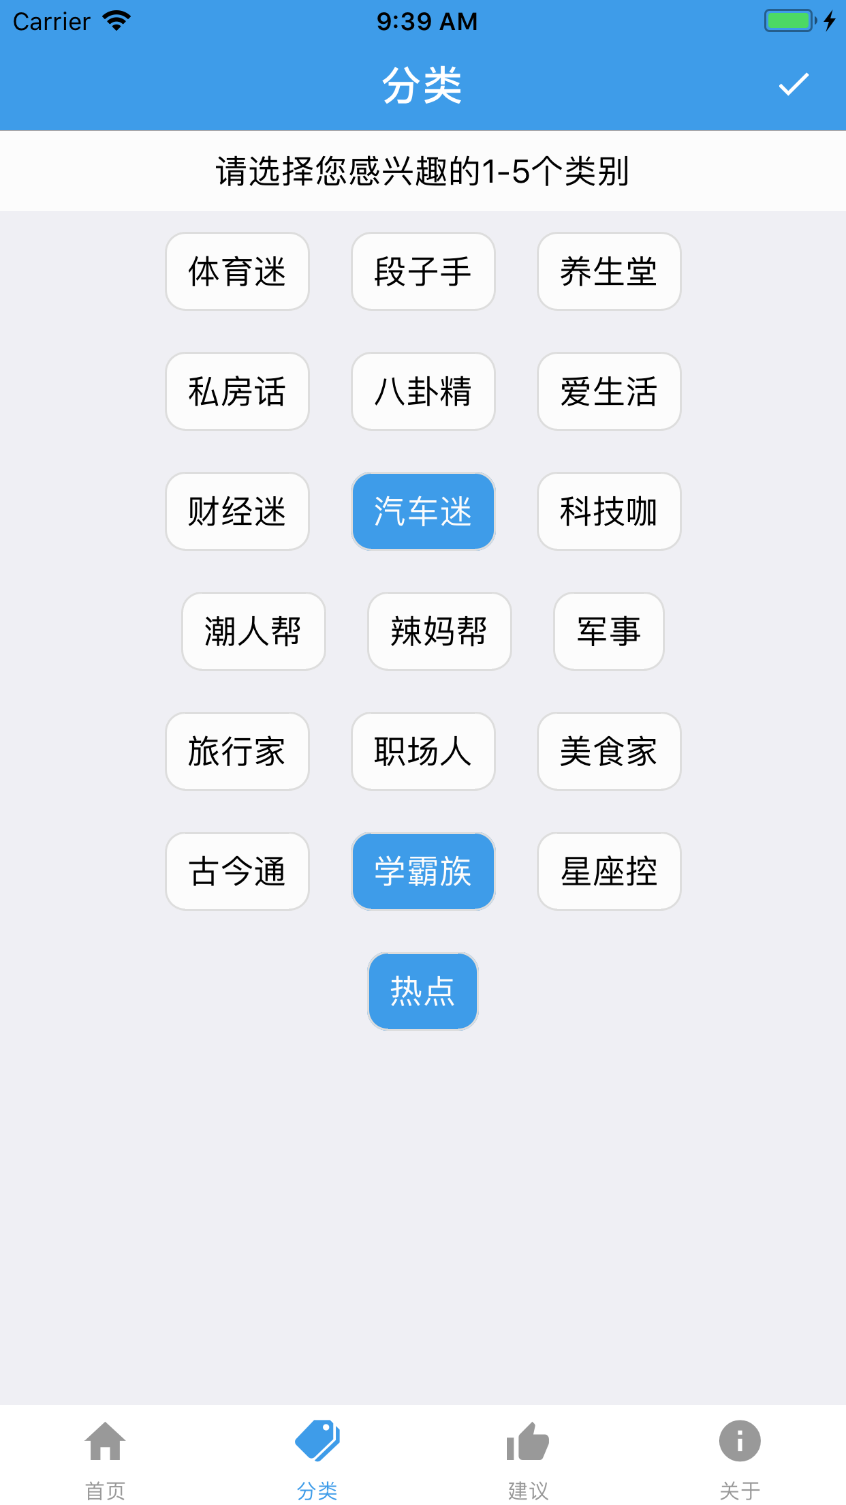 Carrier 9:39 AM
分类
请选择您感兴趣的1-5个类别
体育迷 段子手 养生堂
私房话 八卦精 爱生活
财经迷 汽车迷 科技咖
潮人帮 辣妈帮 军事
旅行家 职场人 美食家
古今通 学霸族 星座控
热点
首页 分类 建议 关于